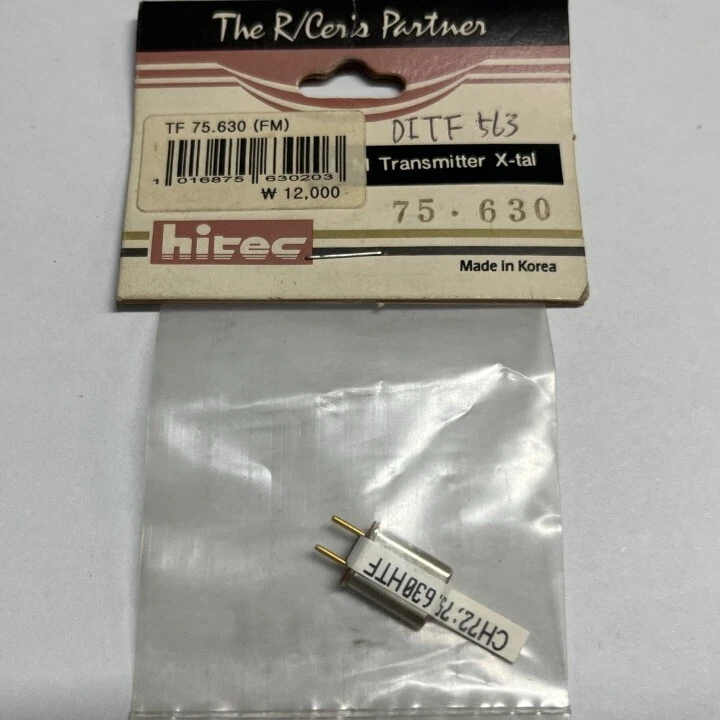 The R/Cer's Partner
TF 75.630 (FM)
1 016875 630203
₩ 12,000
DITF 563
Transmitter X-tal
75.630
hitec
Made in Korea
CH72:75.630HTF